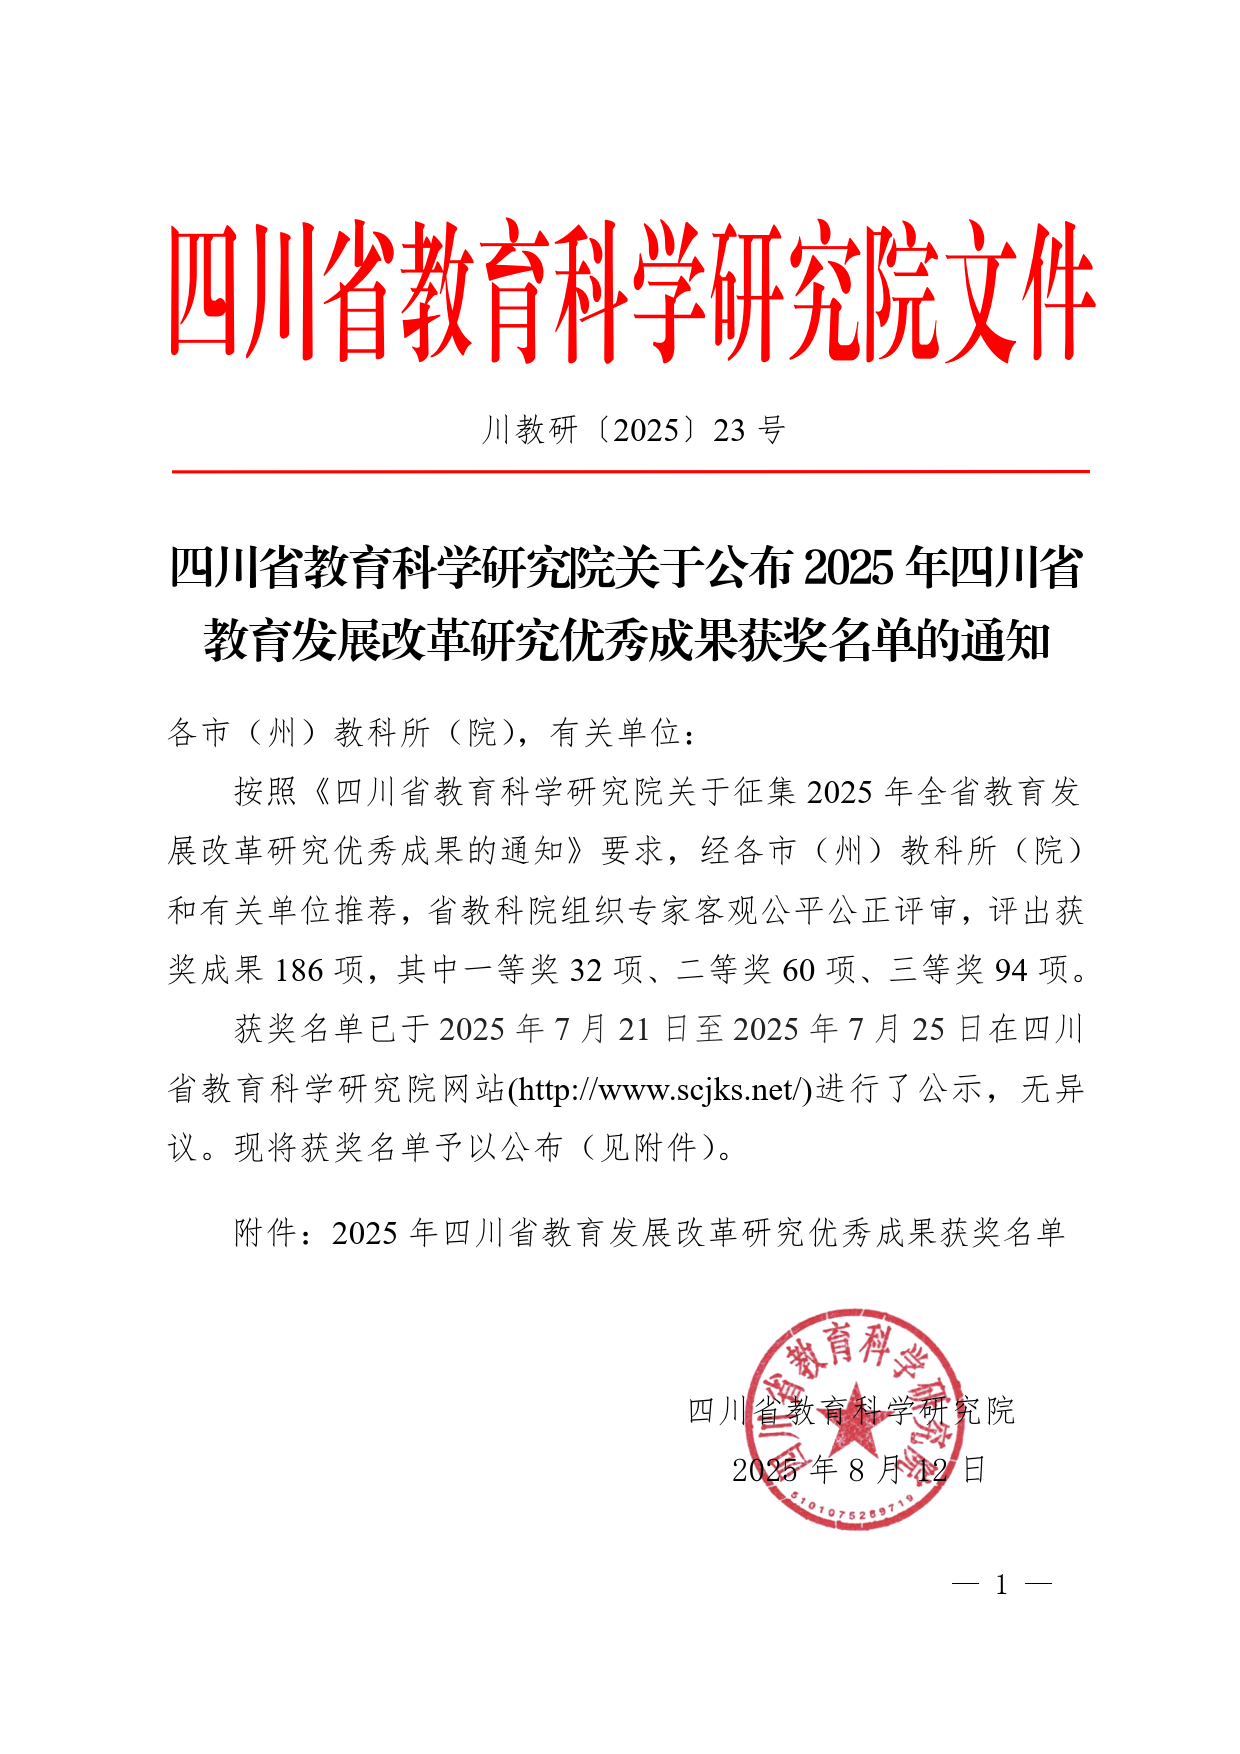 四川省教育科学研究院文件
川教研〔2025〕23 号
四川省教育科学研究院关于公布 2025 年四川省
教育发展改革研究优秀成果获奖名单的通知
各市（州）教科所（院），有关单位：
按照《四川省教育科学研究院关于征集 2025 年全省教育发
展改革研究优秀成果的通知》要求，经各市（州）教科所（院）
和有关单位推荐，省教科院组织专家客观公平公正评审，评出获
奖成果 186 项，其中一等奖 32 项、二等奖 60 项、三等奖 94 项。
获奖名单已于 2025 年 7 月 21 日至 2025 年 7 月 25 日在四川
省教育科学研究院网站(http://www.scjks.net/)进行了公示，无异
议。现将获奖名单予以公布（见附件）。
附件：2025 年四川省教育发展改革研究优秀成果获奖名单
四川省教育科学研究院
四川省教育科学研究院
2025 年 8 月 12 日
5101075289719
— 1 —